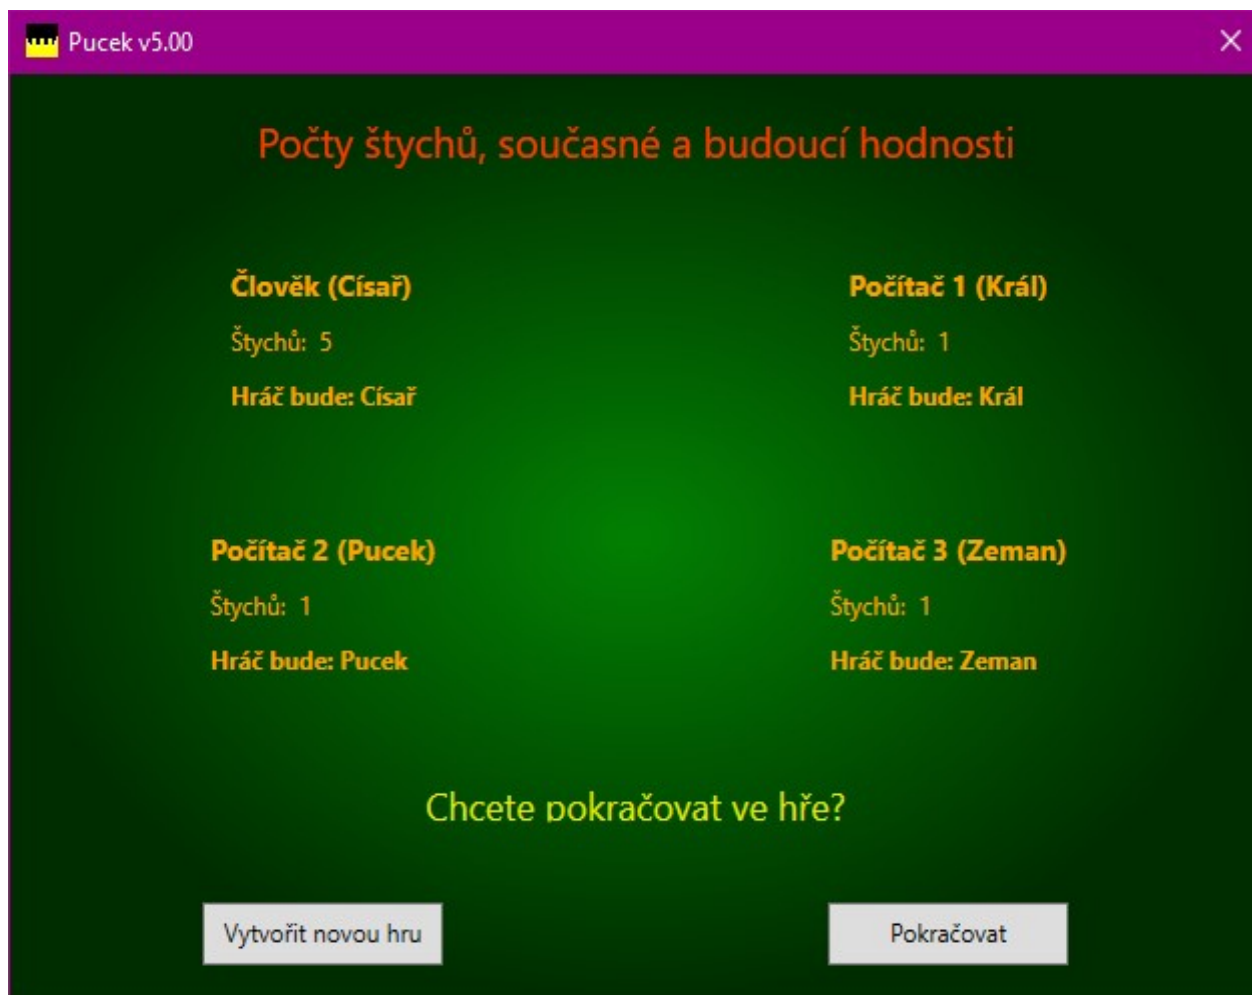 Pucek v5.00
Počty štychů, současné a budoucí hodnosti
Člověk (Císař)
Štychů: 5
Hráč bude: Císař
Počítač 1 (Král)
Štychů: 1
Hráč bude: Král
Počítač 2 (Pucek)
Štychů: 1
Hráč bude: Pucek
Počítač 3 (Zeman)
Štychů: 1
Hráč bude: Zeman
Chcete pokračovat ve hře?
Vytvořit novou hru
Pokračovat